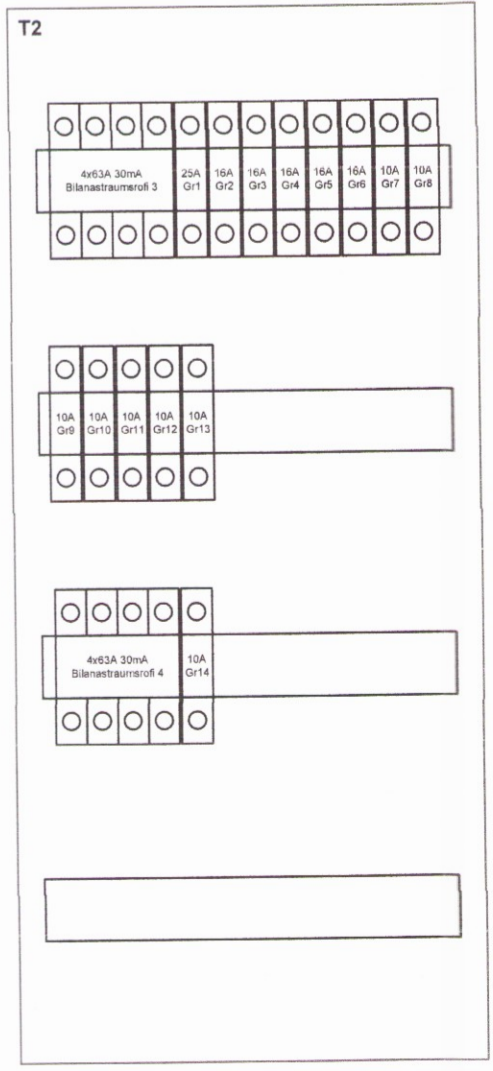 T2
4x63A 30mA
Bilanastraumsrofi 3
25A
Gr1
16A
Gr2
16A
Gr3
16A
Gr4
16A
Gr5
16A
Gr6
10A
Gr7
10A
Gr8
10A
Gr9
10A
Gr10
10A
Gr11
10A
Gr12
10A
Gr13
4x63A 30mA
Bilanastraumsrofi 4
10A
Gr14